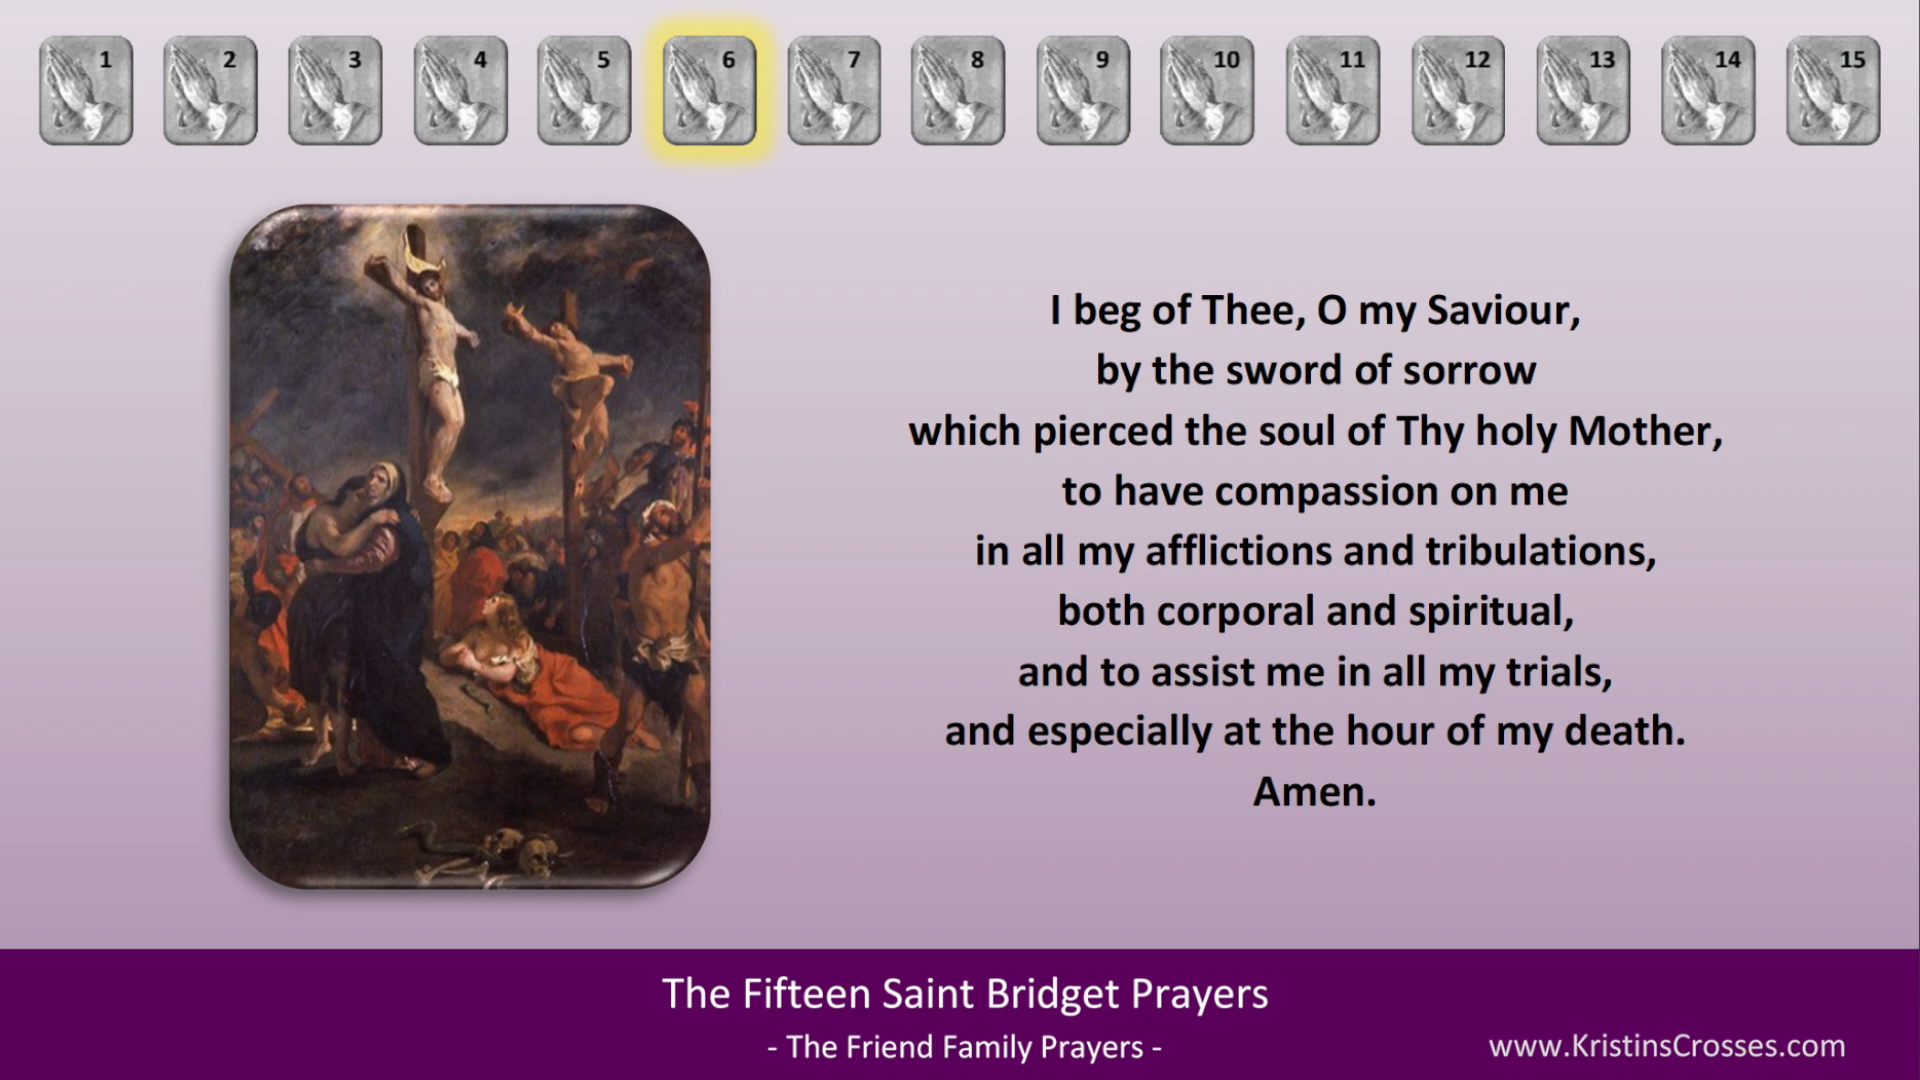 1 2 3 4 5 6 7 8 9 10 11 12 13 14 15
I beg of Thee, O my Saviour,
by the sword of sorrow
which pierced the soul of Thy holy Mother,
to have compassion on me
in all my afflictions and tribulations,
both corporal and spiritual,
and to assist me in all my trials,
and especially at the hour of my death.
Amen.
The Fifteen Saint Bridget Prayers
- The Friend Family Prayers -
www.KristinsCrosses.com